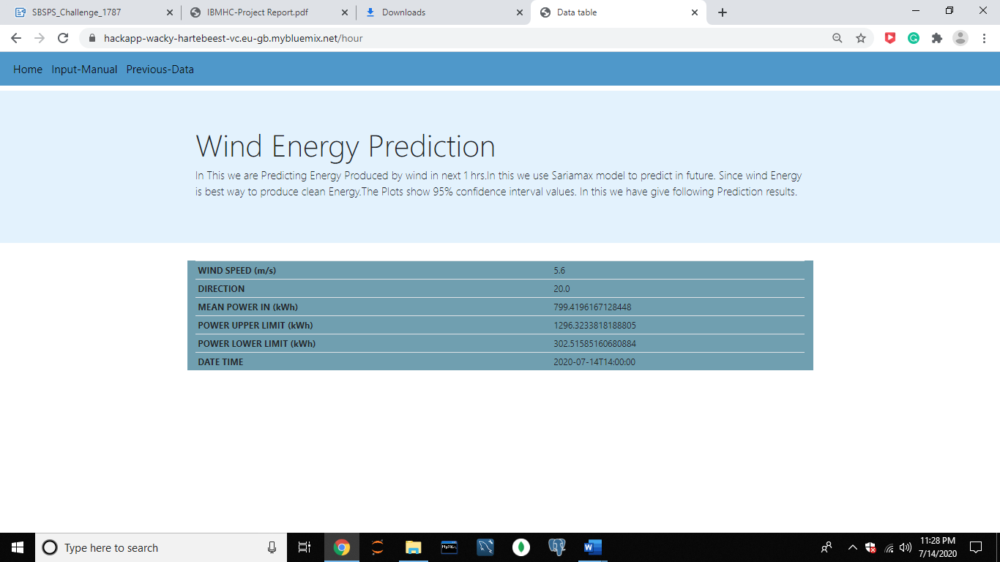 SBSPS_Challenge_1787
IBMHC-Project Report.pdf
Downloads
Data table
hackapp-wacky-hartebeest-vc.eu-gb.mybluemix.net/hour
Home Input-Manual Previous-Data
Wind Energy Prediction
In This we are Predicting Energy Produced by wind in next 1 hrs.In this we use Sariamax model to predict in future. Since wind Energy
is best way to produce clean Energy.The Plots show 95% confidence interval values. In this we have give following Prediction results.
WIND SPEED (m/s) 5.6
DIRECTION 20.0
MEAN POWER IN (kWh) 799.4196167128448
POWER UPPER LIMIT (kWh) 1296.3233818188805
POWER LOWER LIMIT (kWh) 302.51585160680884
DATE TIME 2020-07-14T14:00:00
Type here to search
11:28 PM
7/14/2020